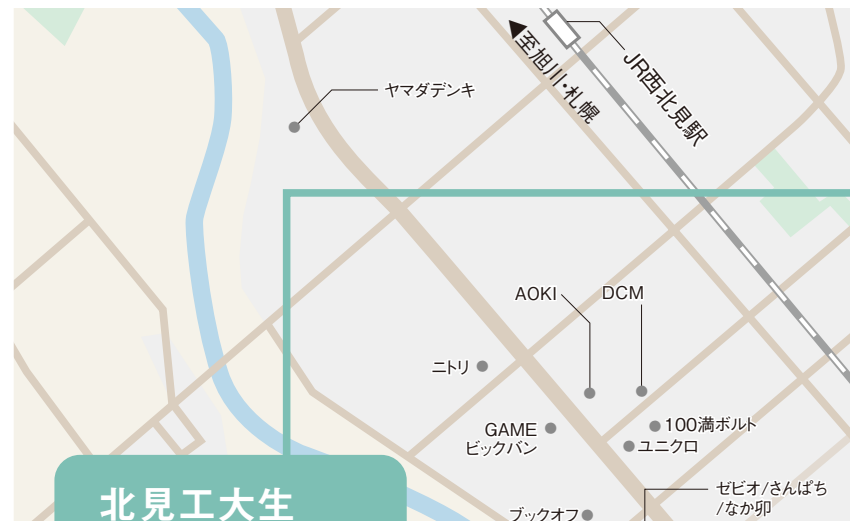 JR西北見駅
至旭川・札幌
ヤマダデンキ
AOKI
DCM
ニトリ
GAME
ビックバン
100満ボルト
ユニクロ
ゼビオ/さんぱち
/なか卯
ブックオフ
北見工大生